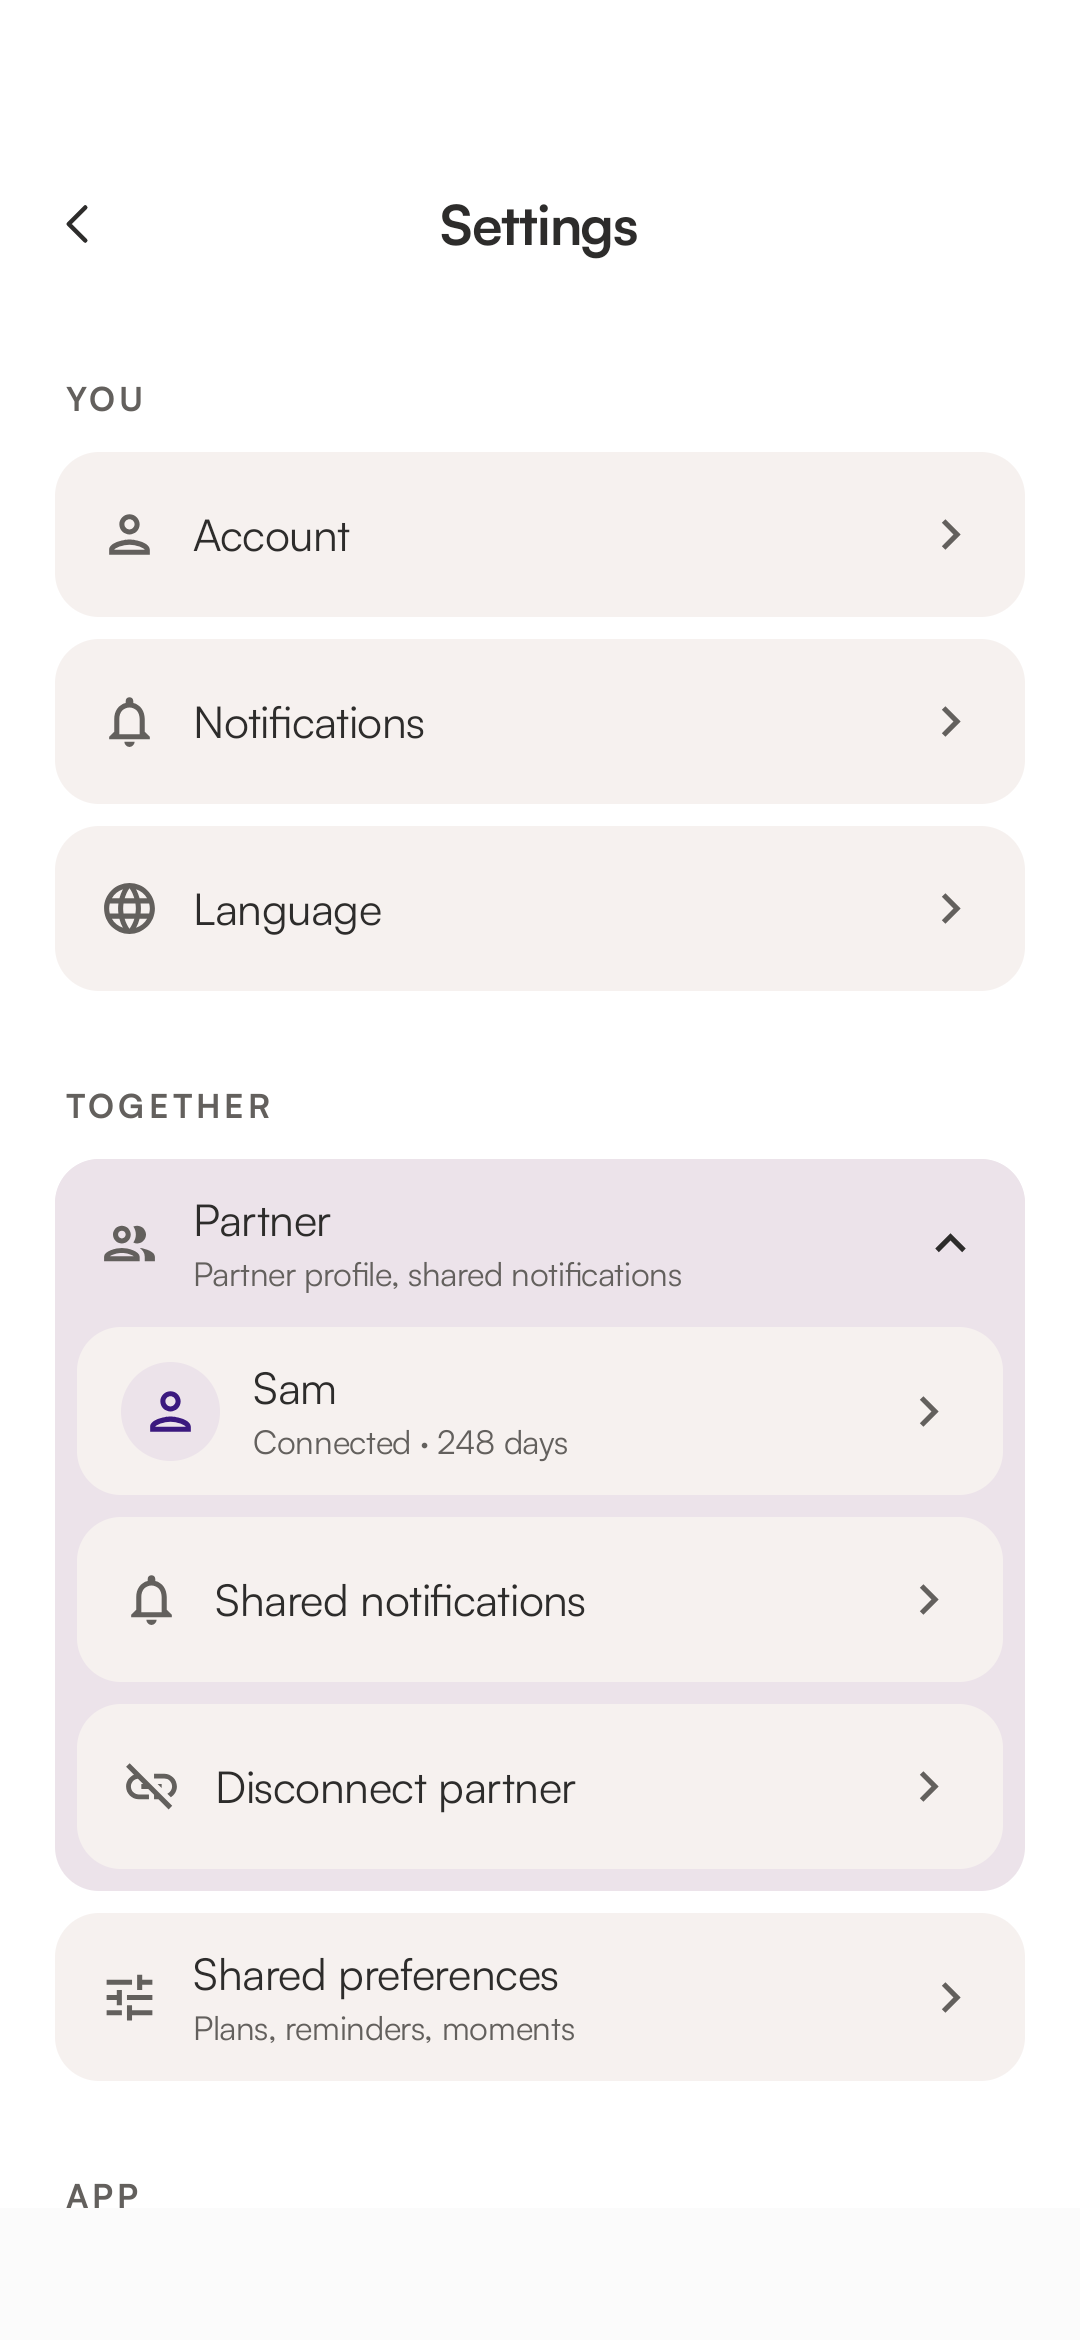 Settings
YOU
Account
Notifications
Language
TOGETHER
Partner
Partner profile, shared notifications
Sam
Connected · 248 days
Shared notifications
Disconnect partner
Shared preferences
Plans, reminders, moments
APP